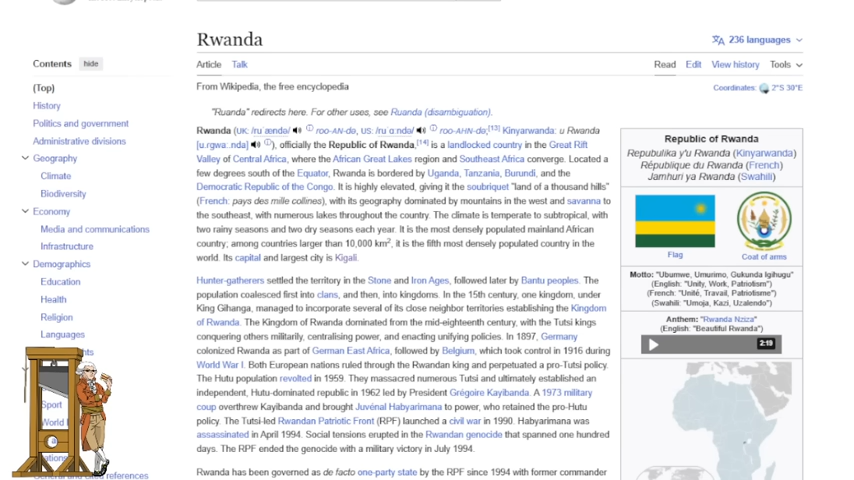 Rwanda
236 languages
Contents hide
Article Talk
Read Edit View history Tools
From Wikipedia, the free encyclopedia
Coordinates: 2°S 30°E
(Top)
History
Politics and government
Administrative divisions
Geography
Climate
Biodiversity
Economy
Media and communications
Infrastructure
Demographics
Education
Health
Religion
Languages
Sport
"Ruanda" redirects here. For other uses, see Ruanda (disambiguation).
Rwanda (UK: roo-AN-də, US: roo-AHN-də,[13] Kinyarwanda: u Rwanda
officially the Republic of Rwanda,[14] is a landlocked country in the Great Rift
Valley of Central Africa, where the African Great Lakes region and Southeast Africa converge. Located a
few degrees south of the Equator, Rwanda is bordered by Uganda, Tanzania, Burundi, and the
Democratic Republic of the Congo. It is highly elevated, giving it the soubriquet "land of a thousand hills"
(French: pays des mille collines), with its geography dominated by mountains in the west and savanna to
the southeast, with numerous lakes throughout the country. The climate is temperate to subtropical, with
two rainy seasons and two dry seasons each year. It is the most densely populated mainland African
country; among countries larger than 10,000 km², it is the fifth most densely populated country in the
world. Its capital and largest city is Kigali.
Hunter-gatherers settled the territory in the Stone and Iron Ages, followed later by Bantu peoples. The
population coalesced first into clans, and then, into kingdoms. In the 15th century, one kingdom, under
King Gihanga, managed to incorporate several of its close neighbor territories establishing the Kingdom
of Rwanda. The Kingdom of Rwanda dominated from the mid-eighteenth century, with the Tutsi kings
conquering others militarily, centralising power, and enacting unifying policies. In 1897, Germany
colonized Rwanda as part of German East Africa, followed by Belgium, which took control in 1916 during
World War I. Both European nations ruled through the Rwandan king and perpetuated a pro-Tutsi policy.
The Hutu population revolted in 1959. They massacred numerous Tutsi and ultimately established an
independent, Hutu-dominated republic in 1962 led by President Grégoire Kayibanda. A 1973 military
coup overthrew Kayibanda and brought Juvénal Habyarimana to power, who retained the pro-Hutu
policy. The Tutsi-led Rwandan Patriotic Front (RPF) launched a civil war in 1990. Habyarimana was
assassinated in April 1994. Social tensions erupted in the Rwandan genocide that spanned one hundred
days. The RPF ended the genocide with a military victory in July 1994.
Rwanda has been governed as de facto one-party state by the RPF since 1994 with former commander
Republic of Rwanda
Repubulika y'u Rwanda (Kinyarwanda)
République du Rwanda (French)
Jamhuri ya Rwanda (Swahili)
Flag
Coat of arms
Motto: "Ubumwe, Umurimo, Gukunda Igihugu"
(English: "Unity, Work, Patriotism")
(French: "Unité, Travail, Patriotisme")
(Swahili: "Umoja, Kazi, Uzalendo")
Anthem: "Rwanda Nziza"
(English: "Beautiful Rwanda")
2:19